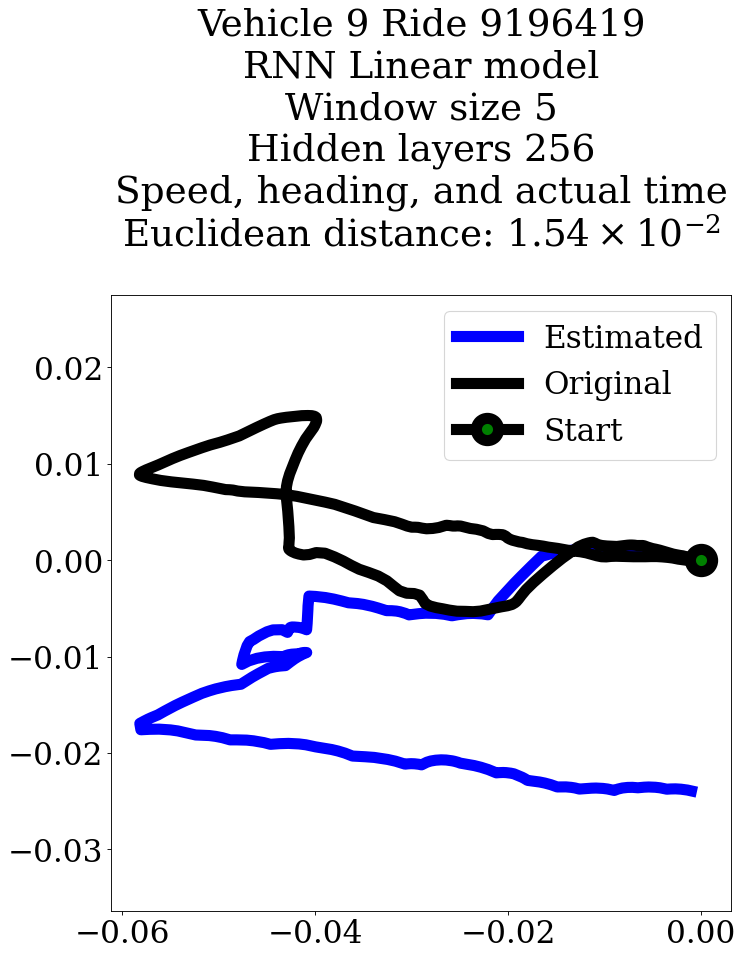 Vehicle 9 Ride 9196419
RNN Linear model
Window size 5
Hidden layers 256
Speed, heading, and actual time
Euclidean distance: 1.54 × 10⁻²
Estimated
Original
Start
0.02
0.01
0.00
−0.01
−0.02
−0.03
−0.06
−0.04
−0.02
0.00